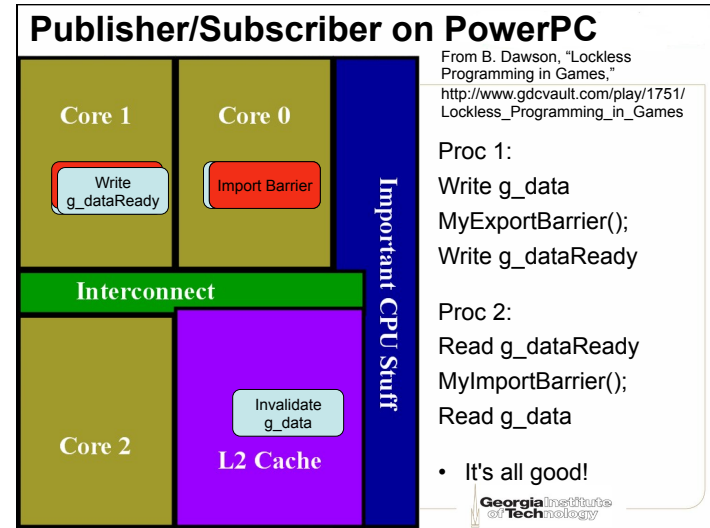 Publisher/Subscriber on PowerPC
From B. Dawson, “Lockless
Programming in Games,”
http://www.gdcvault.com/play/1751/
Lockless_Programming_in_Games
Core 1
Core 0
Write
g_dataReady
Import Barrier
Important CPU Stuff
Interconnect
Core 2
Invalidate
g_data
L2 Cache
Proc 1:
Write g_data
MyExportBarrier();
Write g_dataReady
Proc 2:
Read g_dataReady
MyImportBarrier();
Read g_data
• It's all good!
Georgia Institute
of Technology